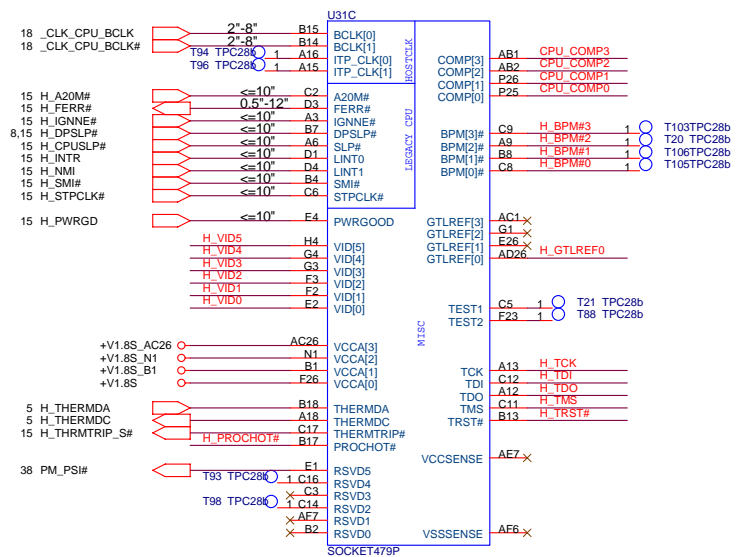 U31C
18 _CLK_CPU_BCLK 2"-8" B15 BCLK[0]
18 _CLK_CPU_BCLK# 2"-8" B14 BCLK[1]
T94 TPC28b 1 A16 ITP_CLK[0]
T96 TPC28b 1 A15 ITP_CLK[1]
HOSTCLK
COMP[3] AB1 CPU_COMP3
COMP[2] AB2 CPU_COMP2
COMP[1] P26 CPU_COMP1
COMP[0] P25 CPU_COMP0
15 H_A20M# <=10" C2 A20M#
15 H_FERR# 0.5"-12" D3 FERR#
15 H_IGNNE# <=10" A3 IGNNE#
8,15 H_DPSLP# <=10" B7 DPSLP#
15 H_CPUSLP# <=10" A6 SLP#
15 H_INTR <=10" D1 LINT0
15 H_NMI <=10" D4 LINT1
15 H_SMI# <=10" B4 SMI#
15 H_STPCLK# <=10" C6 STPCLK#
LEGACY CPU
BPM[3]# C9 H_BPM#3 1 T103TPC28b
BPM[2]# A9 H_BPM#2 1 T20 TPC28b
BPM[1]# B8 H_BPM#1 1 T106TPC28b
BPM[0]# C8 H_BPM#0 1 T105TPC28b
15 H_PWRGD <=10" E4 PWRGOOD
GTLREF[3] AC1
GTLREF[2] G1
GTLREF[1] E26
GTLREF[0] AD26 H_GTLREF0
H_VID5 H4 VID[5]
H_VID4 G4 VID[4]
H_VID3 G3 VID[3]
H_VID2 F3 VID[2]
H_VID1 F2 VID[1]
H_VID0 E2 VID[0]
TEST1 C5 1 T21 TPC28b
TEST2 F23 1 T88 TPC28b
MISC
+V1.8S_AC26 AC26 VCCA[3]
+V1.8S_N1 N1 VCCA[2]
+V1.8S_B1 B1 VCCA[1]
+V1.8S F26 VCCA[0]
TCK A13 H_TCK
TDI C12 H_TDI
TDO A12 H_TDO
TMS C11 H_TMS
TRST# B13 H_TRST#
5 H_THERMDA B18 THERMDA
5 H_THERMDC A18 THERMDC
15 H_THRMTRIP_S# C17 THERMTRIP#
H_PROCHOT# B17 PROCHOT#
VCCSENSE AE7
38 PM_PSI# E1 RSVD5
T93 TPC28b 1 C16 RSVD4
C3 RSVD3
T98 TPC28b 1 C14 RSVD2
AF7 RSVD1
B2 RSVD0
VSSSENSE AF6
SOCKET479P